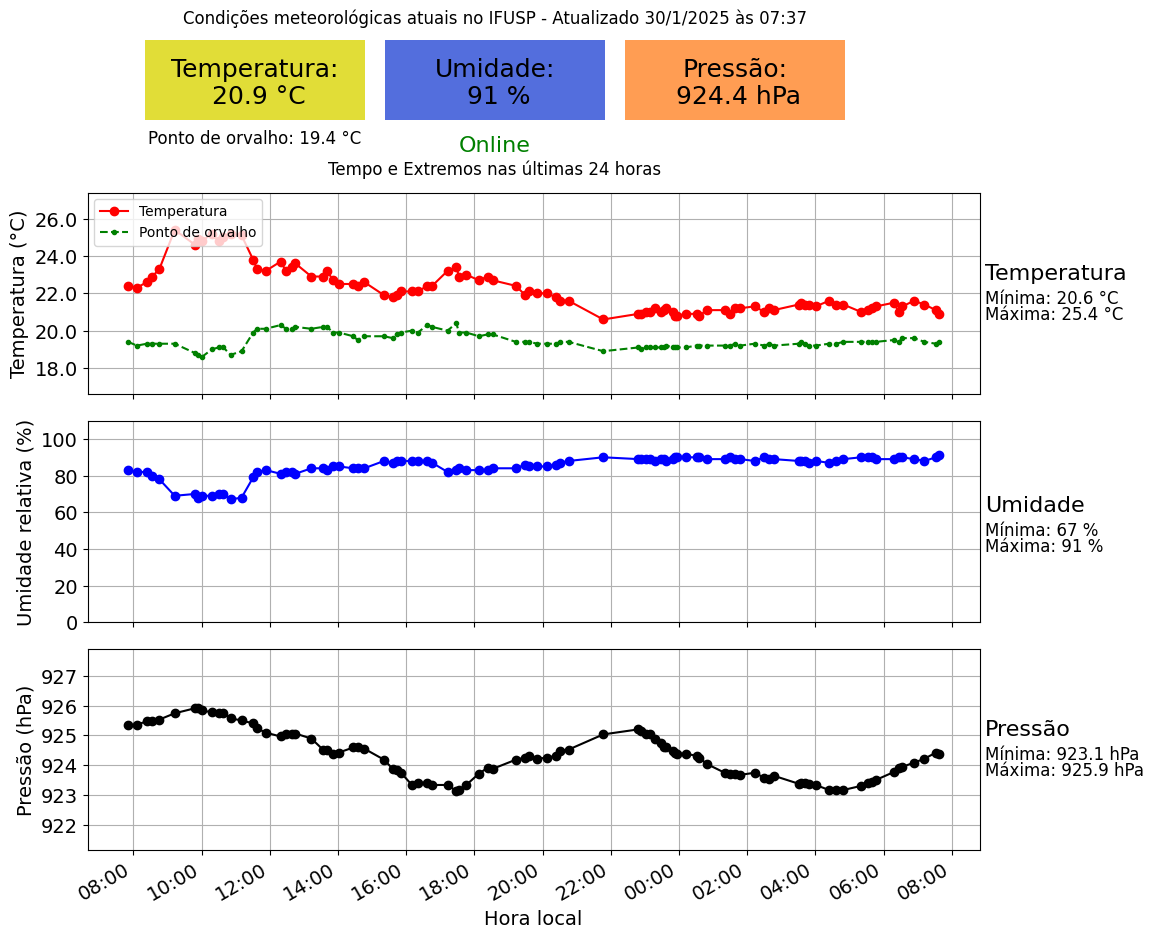 Condições meteorológicas atuais no IFUSP - Atualizado 30/1/2025 às 07:37
Temperatura:
20.9 °C
Umidade:
91 %
Pressão:
924.4 hPa
Ponto de orvalho: 19.4 °C
Online
Tempo e Extremos nas últimas 24 horas
Temperatura (°C)
26.0
24.0
22.0
20.0
18.0
Temperatura
Ponto de orvalho
Temperatura
Mínima: 20.6 °C
Máxima: 25.4 °C
Umidade relativa (%)
100
80
60
40
20
0
Umidade
Mínima: 67 %
Máxima: 91 %
Pressão (hPa)
927
926
925
924
923
922
Pressão
Mínima: 923.1 hPa
Máxima: 925.9 hPa
08:00 10:00 12:00 14:00 16:00 18:00 20:00 22:00 00:00 02:00 04:00 06:00 08:00
Hora local